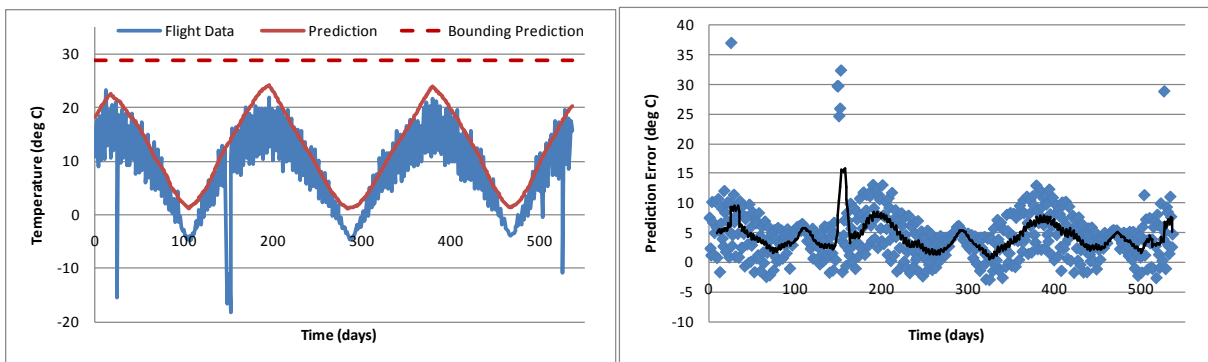 Flight Data Prediction Bounding Prediction
Temperature (deg C)
30
20
10
0
-10
-20
0 100 200 300 400 500
Time (days)
Prediction Error (deg C)
40
35
30
25
20
15
10
5
0
-5
-10
0 100 200 300 400 500
Time (days)